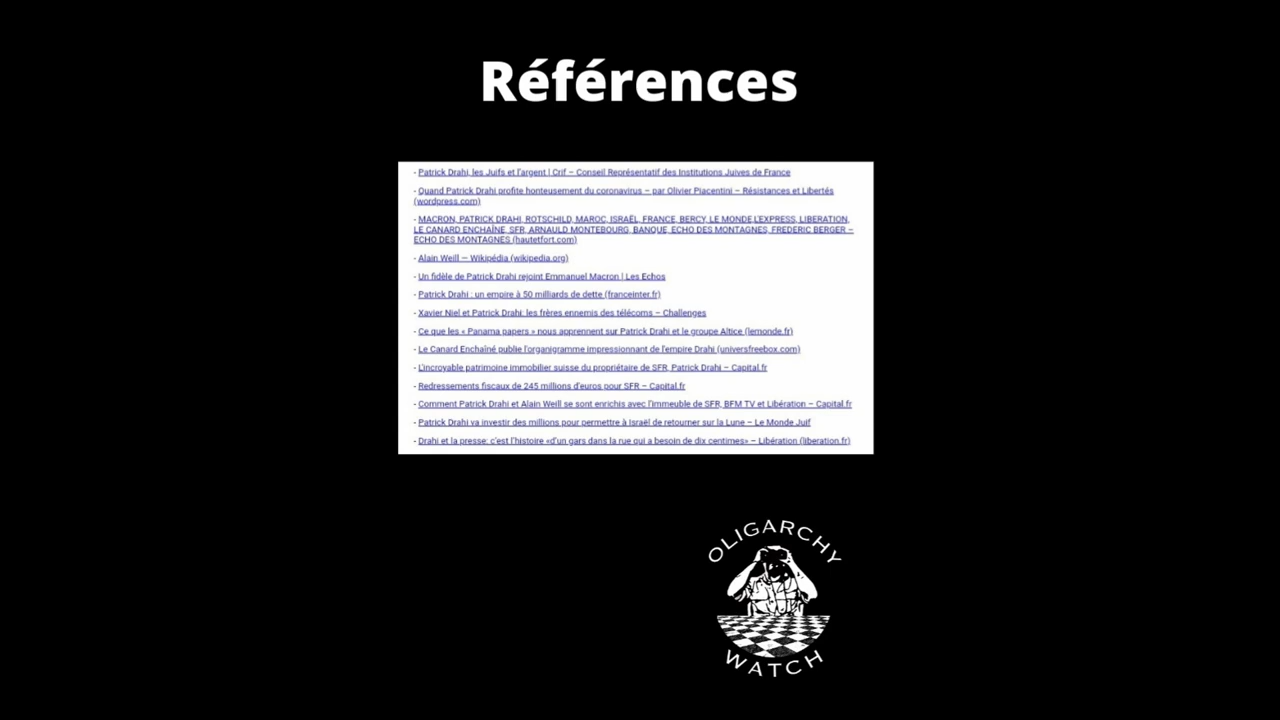 Références
- Patrick Drahi, les Juifs et l'argent | Crif – Conseil Représentatif des Institutions Juives de France
- Quand Patrick Drahi profite honteusement du coronavirus – par Olivier Piacentini – Résistances et Libertés
(wordpress.com)
- MACRON, PATRICK DRAHI, ROTSCHILD, MAROC, ISRAËL, FRANCE, BERCY, LE MONDE,L'EXPRESS, LIBERATION,
LE CANARD ENCHAÎNE, SFR, ARNAULD MONTEBOURG, BANQUE, ECHO DES MONTAGNES, FREDERIC BERGER –
ECHO DES MONTAGNES (hautetfort.com)
- Alain Weill — Wikipédia (wikipedia.org)
- Un fidèle de Patrick Drahi rejoint Emmanuel Macron | Les Echos
- Patrick Drahi : un empire à 50 milliards de dette (franceinter.fr)
- Xavier Niel et Patrick Drahi: les frères ennemis des télécoms – Challenges
- Ce que les « Panama papers » nous apprennent sur Patrick Drahi et le groupe Altice (lemonde.fr)
- Le Canard Enchaîné publie l'organigramme impressionnant de l'empire Drahi (universfreebox.com)
- L'incroyable patrimoine immobilier suisse du propriétaire de SFR, Patrick Drahi – Capital.fr
- Redressements fiscaux de 245 millions d'euros pour SFR – Capital.fr
- Comment Patrick Drahi et Alain Weill se sont enrichis avec l'immeuble de SFR, BFM TV et Libération – Capital.fr
- Patrick Drahi va investir des millions pour permettre à Israël de retourner sur la Lune – Le Monde Juif
- Drahi et la presse: c'est l'histoire «d'un gars dans la rue qui a besoin de dix centimes» – Libération (liberation.fr)
OLIGARCHY
WATCH